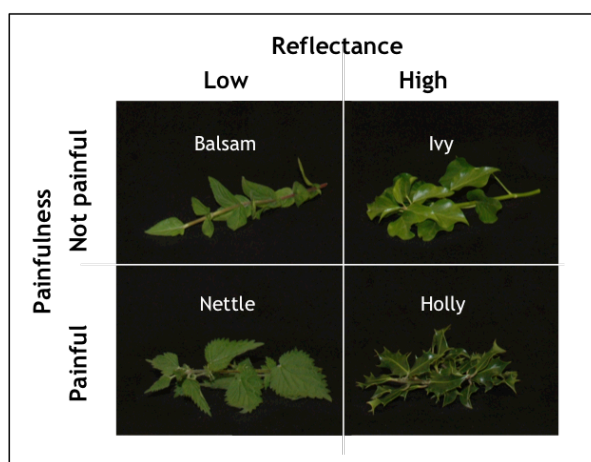 Reflectance
Low High
Painfulness
Not painful
Balsam Ivy
Painful
Nettle Holly